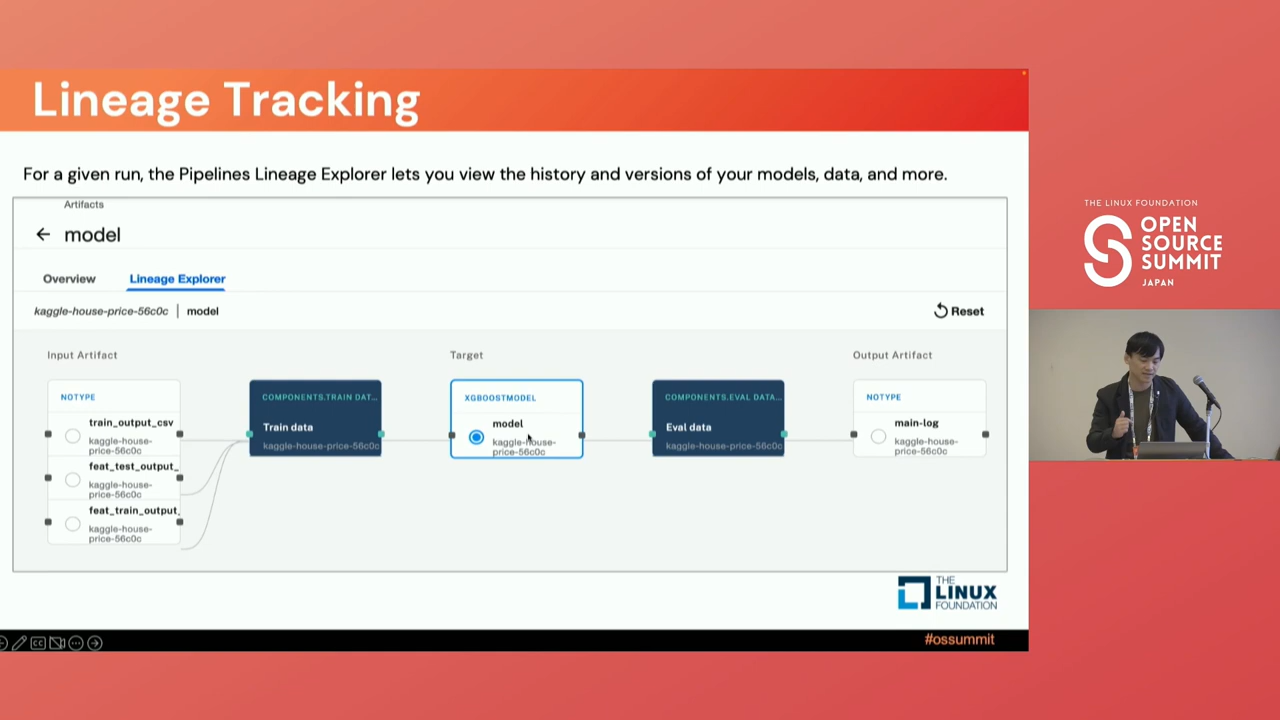 Lineage Tracking
For a given run, the Pipelines Lineage Explorer lets you view the history and versions of your models, data, and more.
Artifacts
model
Overview
Lineage Explorer
kaggle-house-price-56c0c
model
Reset
Input Artifact
Target
Output Artifact
NOTYPE
train_output_csv
kaggle-house-
price-56c0c
feat_test_output_
kaggle-house-
price-56c0c
feat_train_output_
kaggle-house-
price-56c0c
COMPONENTS.TRAIN DAT...
Train data
kaggle-house-price-56c0c
XGBOOSTMODEL
model
kaggle-house-
price-56c0c
COMPONENTS.EVAL DATA...
Eval data
kaggle-house-price-56c0c
NOTYPE
main-log
kaggle-house-
price-56c0c
THE
LINUX
FOUNDATION
#ossummit
CC
THE LINUX FOUNDATION
OPEN
SOURCE
SUMMIT
JAPAN